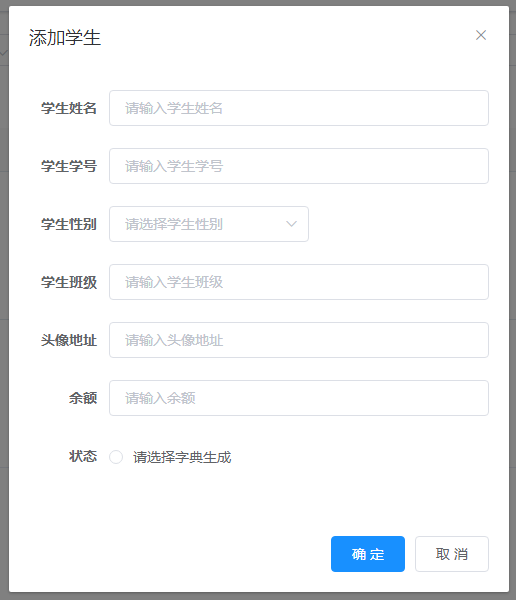 添加学生
学生姓名 请输入学生姓名
学生学号 请输入学生学号
学生性别 请选择学生性别
学生班级 请输入学生班级
头像地址 请输入头像地址
余额 请输入余额
状态 请选择字典生成
确 定 取 消